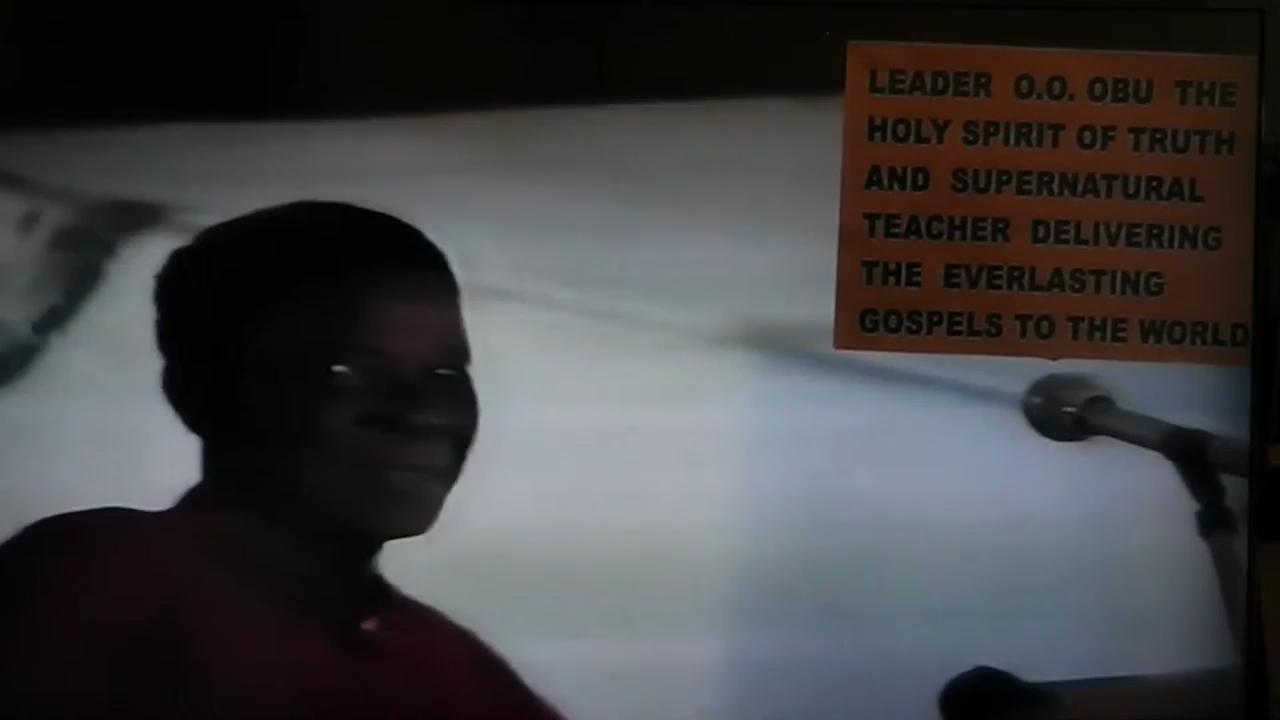 LEADER O.O. OBU THE
HOLY SPIRIT OF TRUTH
AND SUPERNATURAL
TEACHER DELIVERING
THE EVERLASTING
GOSPELS TO THE WORLD